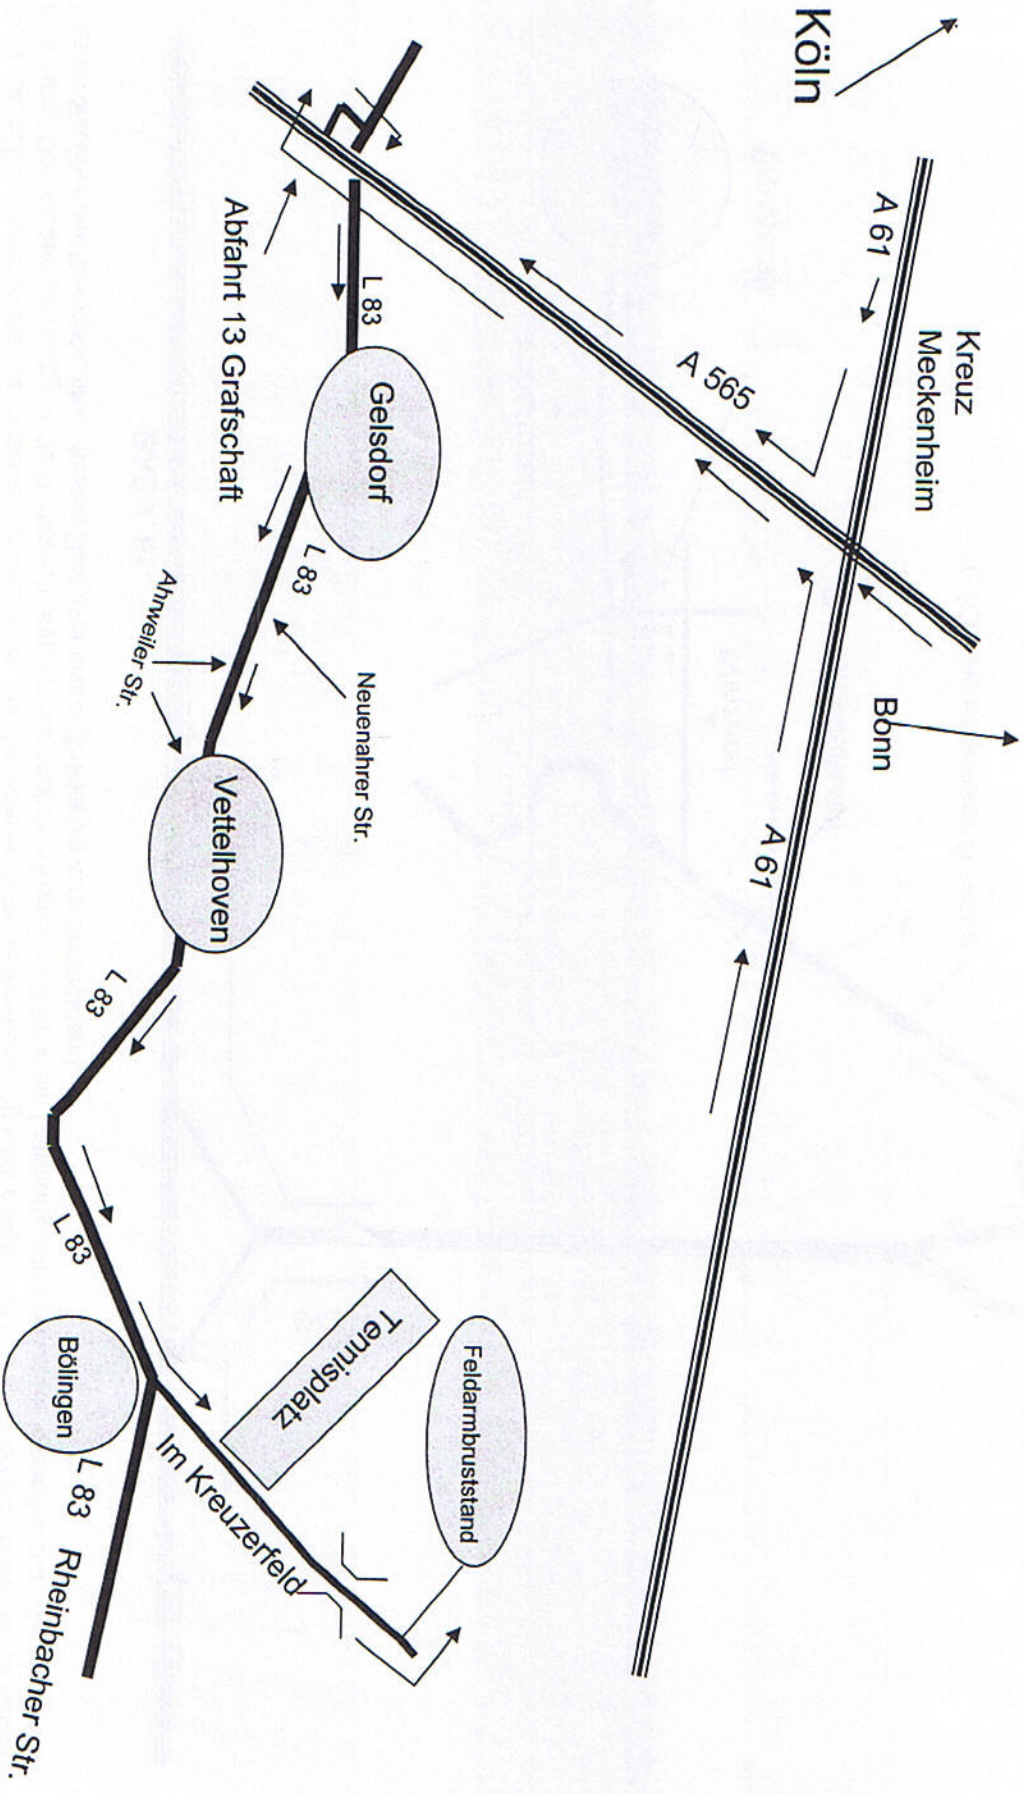 Köln
A 61
Kreuz
Meckenheim
Bonn
A 565
A 61
Abfahrt 13 Grafschaft
L 83
Gelsdorf
L 83
Neuenahrer Str.
Ahrweiler Str.
Vettelhoven
L 83
L 83
Bölingen
L 83 Rheinbacher Str.
Im Kreuzerfeld
Tennisplatz
Feldarmbruststand